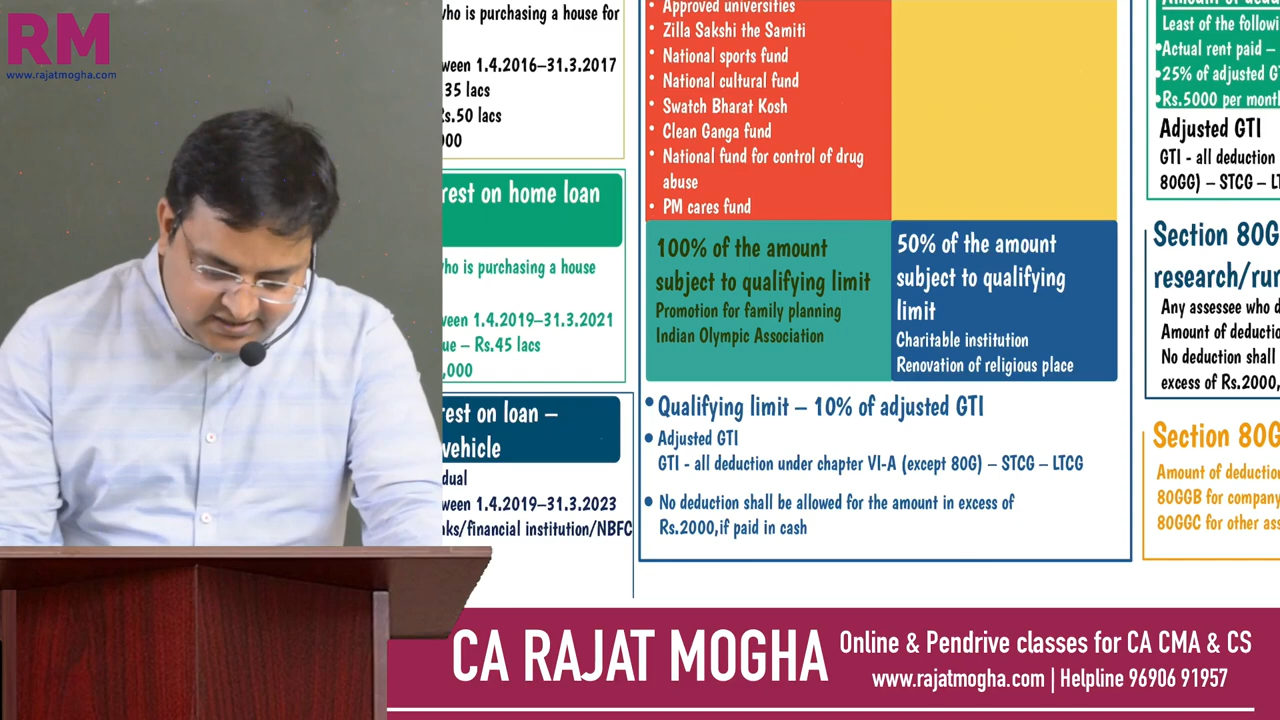 RM
www.rajatmogha.com
who is purchasing a house for
ween 1.4.2016–31.3.2017
35 lacs
Rs.50 lacs
000
rest on home loan
who is purchasing a house
ween 1.4.2019–31.3.2021
ue – Rs.45 lacs
,000
rest on loan –
vehicle
dual
ween 1.4.2019–31.3.2023
nks/financial institution/NBFC
• Approved universities
• Zilla Sakshi the Samiti
• National sports fund
• National cultural fund
• Swatch Bharat Kosh
• Clean Ganga fund
• National fund for control of drug
abuse
• PM cares fund
100% of the amount
subject to qualifying limit
Promotion for family planning
Indian Olympic Association
50% of the amount
subject to qualifying
limit
Charitable institution
Renovation of religious place
• Qualifying limit – 10% of adjusted GTI
• Adjusted GTI
GTI - all deduction under chapter VI-A (except 80G) – STCG – LTCG
• No deduction shall be allowed for the amount in excess of
Rs.2000,if paid in cash
Least of the followi
•Actual rent paid –
•25% of adjusted G
•Rs.5000 per mont
Adjusted GTI
GTI - all deduction
80GG) – STCG – LT
Section 80G
research/rur
Any assessee who d
Amount of deductio
No deduction shall
excess of Rs.2000,
Section 80G
Amount of deductio
80GGB for company
80GGC for other ass
CA RAJAT MOGHA
Online & Pendrive classes for CA CMA & CS
www.rajatmogha.com | Helpline 96906 91957